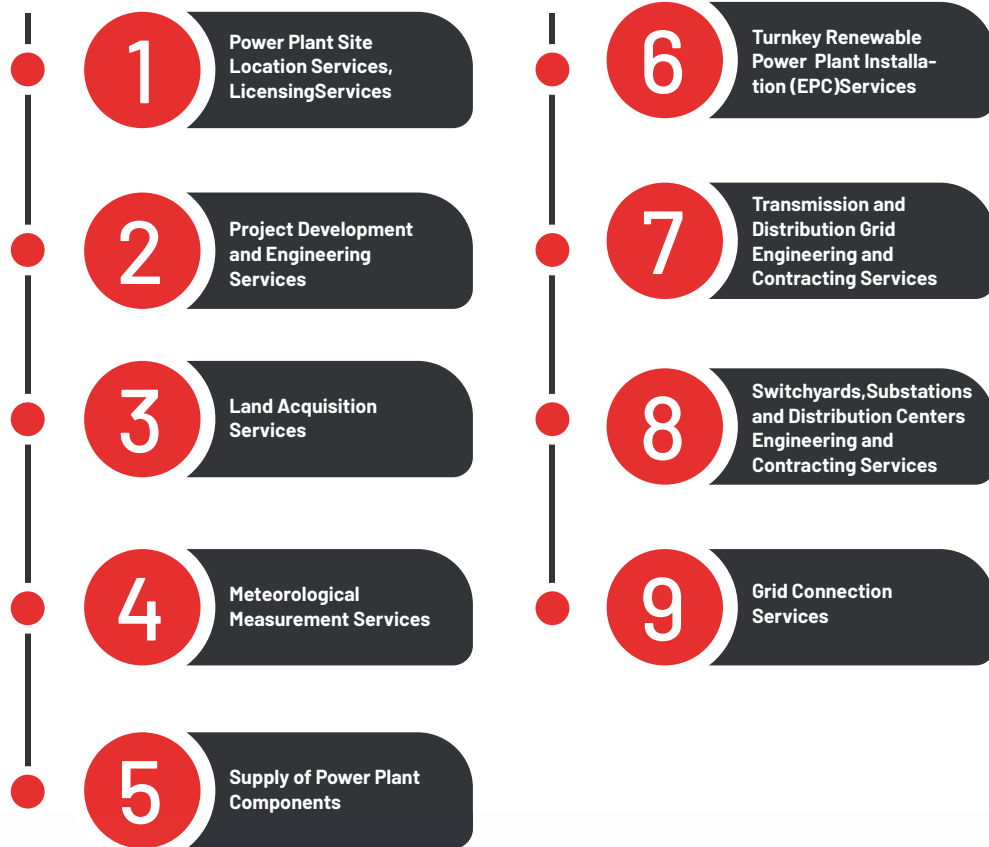 1
Power Plant Site
Location Services,
LicensingServices
2
Project Development
and Engineering
Services
3
Land Acquisition
Services
4
Meteorological
Measurement Services
5
Supply of Power Plant
Components
6
Turnkey Renewable
Power  Plant Installa-
tion (EPC)Services
7
Transmission and
Distribution Grid
Engineering and
Contracting Services
8
Switchyards,Substations
and Distribution Centers
Engineering and
Contracting Services
9
Grid Connection
Services